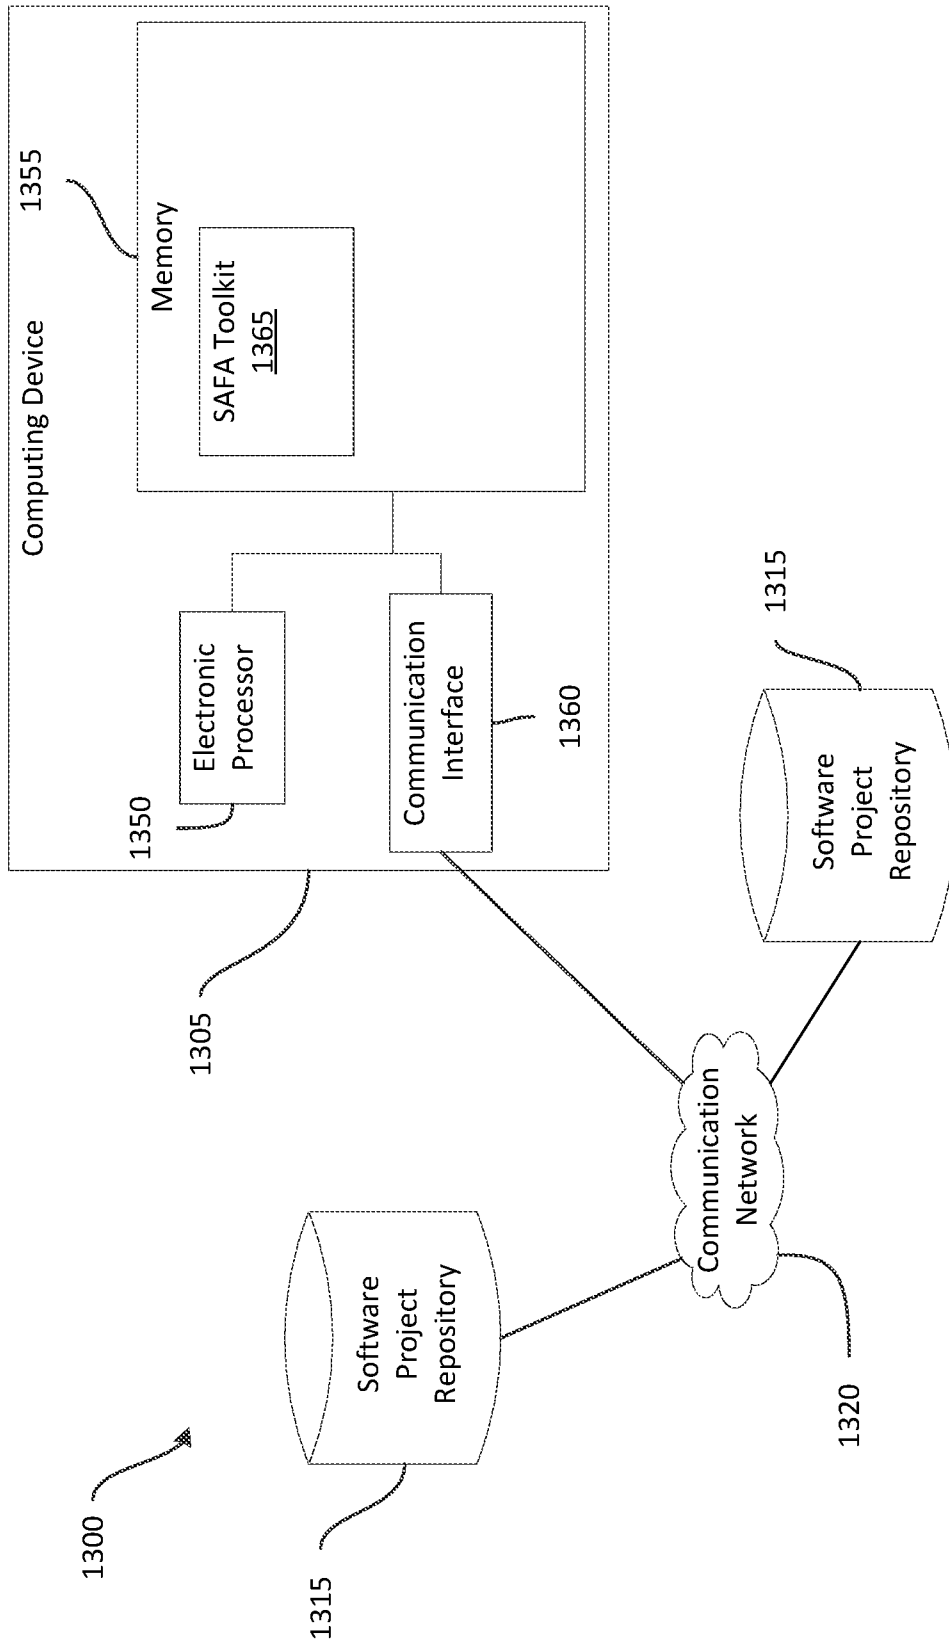 1300
1315
Software
Project
Repository
1320
Communication
Network
1305
Computing Device
1350
Electronic
Processor
Communication
Interface
1360
1355
Memory
SAFA Toolkit
1365
1315
Software
Project
Repository